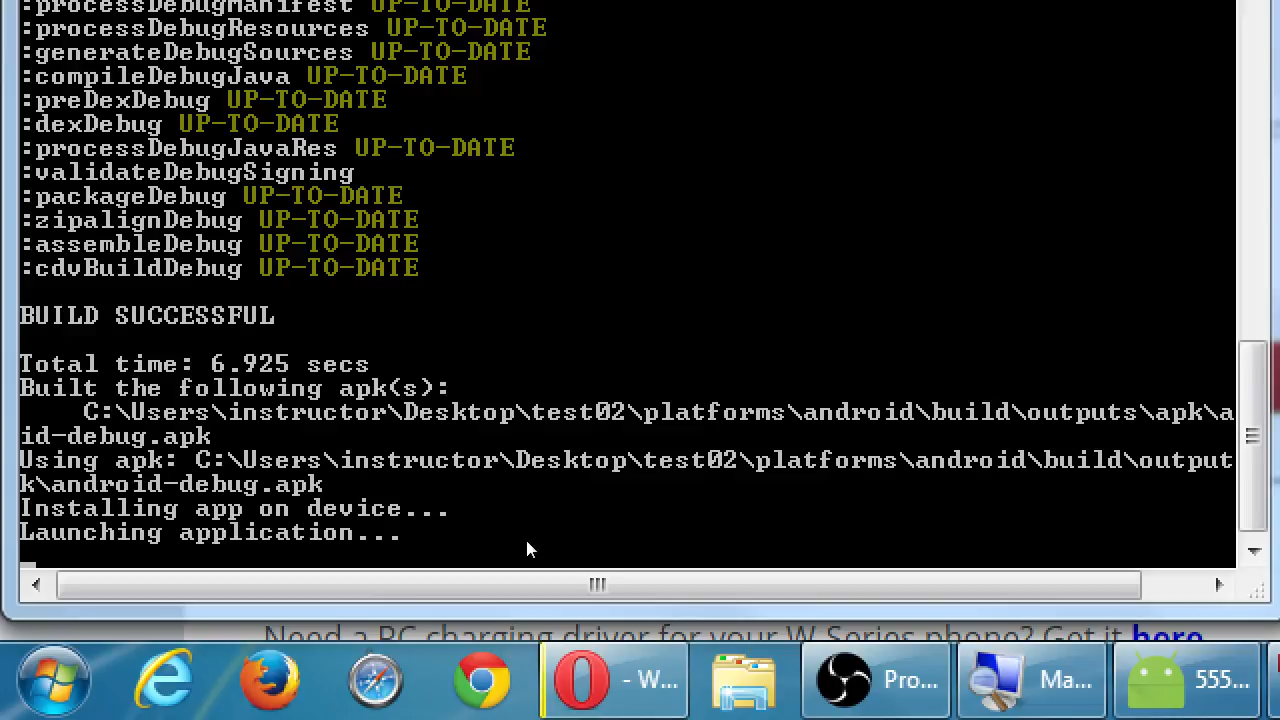 :processDebugManifest UP-TO-DATE
:processDebugResources UP-TO-DATE
:generateDebugSources UP-TO-DATE
:compileDebugJava UP-TO-DATE
:preDexDebug UP-TO-DATE
:dexDebug UP-TO-DATE
:processDebugJavaRes UP-TO-DATE
:validateDebugSigning
:packageDebug UP-TO-DATE
:zipalignDebug UP-TO-DATE
:assembleDebug UP-TO-DATE
:cdvBuildDebug UP-TO-DATE
BUILD SUCCESSFUL
Total time: 6.925 secs
Built the following apk(s):
C:\Users\instructor\Desktop\test02\platforms\android\build\outputs\apk\a
id-debug.apk
Using apk: C:\Users\instructor\Desktop\test02\platforms\android\build\output
k\android-debug.apk
Installing app on device...
Launching application...
Need a PC charging driver for your W Series phone? Get it here
- W... Pro... Ma... 555...